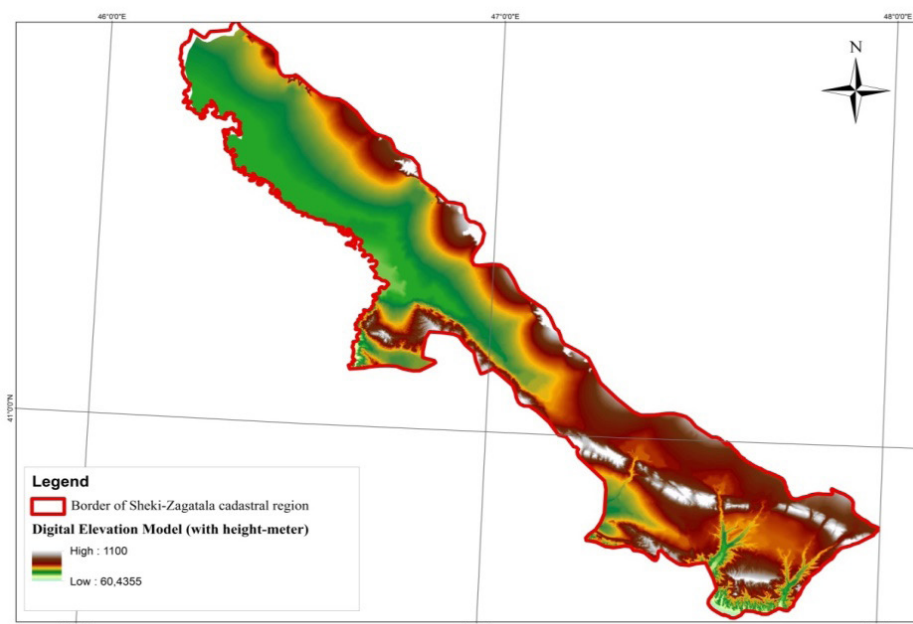 46°0'0"E
47°0'0"E
48°0'0"E
N
41°0'0"N
Legend
Border of Sheki-Zagatala cadastral region
Digital Elevation Model (with height-meter)
High : 1100
Low : 60,4355